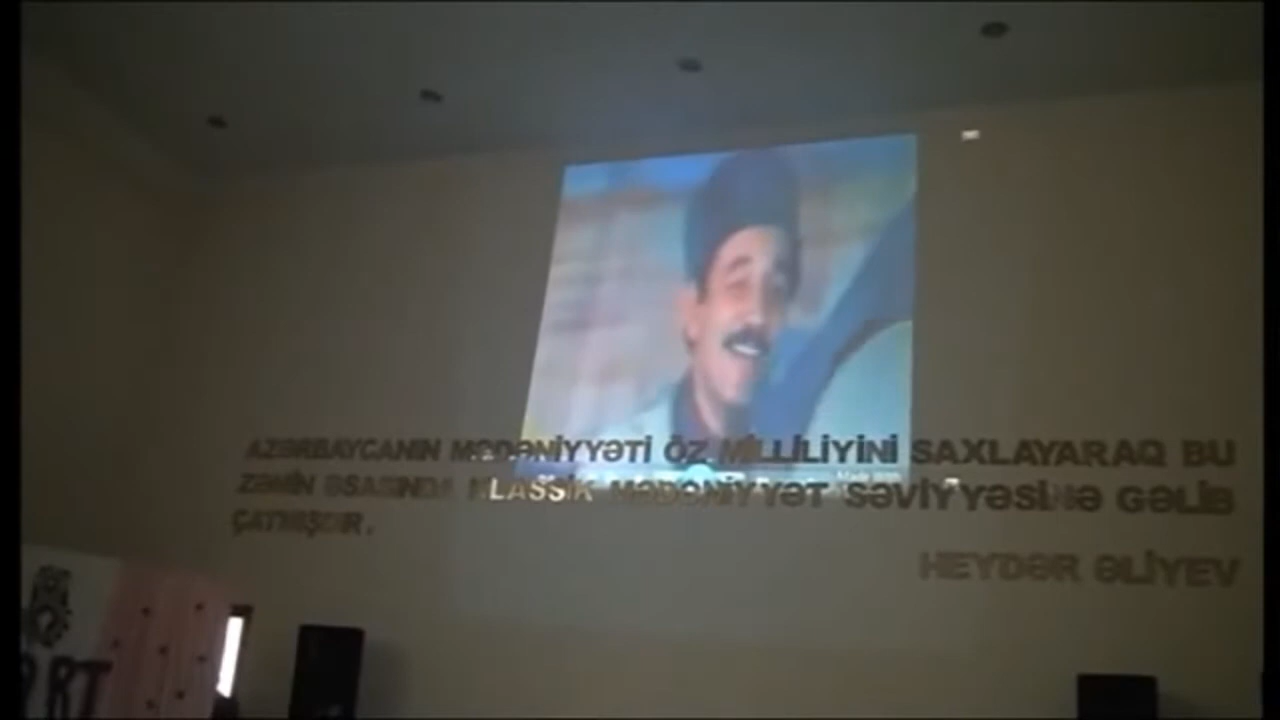 AZƏRBAYCANIN MƏDƏNİYYƏTİ ÖZ MİLLİLİYİNİ SAXLAYARAQ BU
ZƏMİN ƏSASINDA KLASSİK MƏDƏNİYYƏT SƏVİYYƏSİNƏ GƏLİB
ÇATMIŞDIR.
HEYDƏR ƏLİYEV
RT